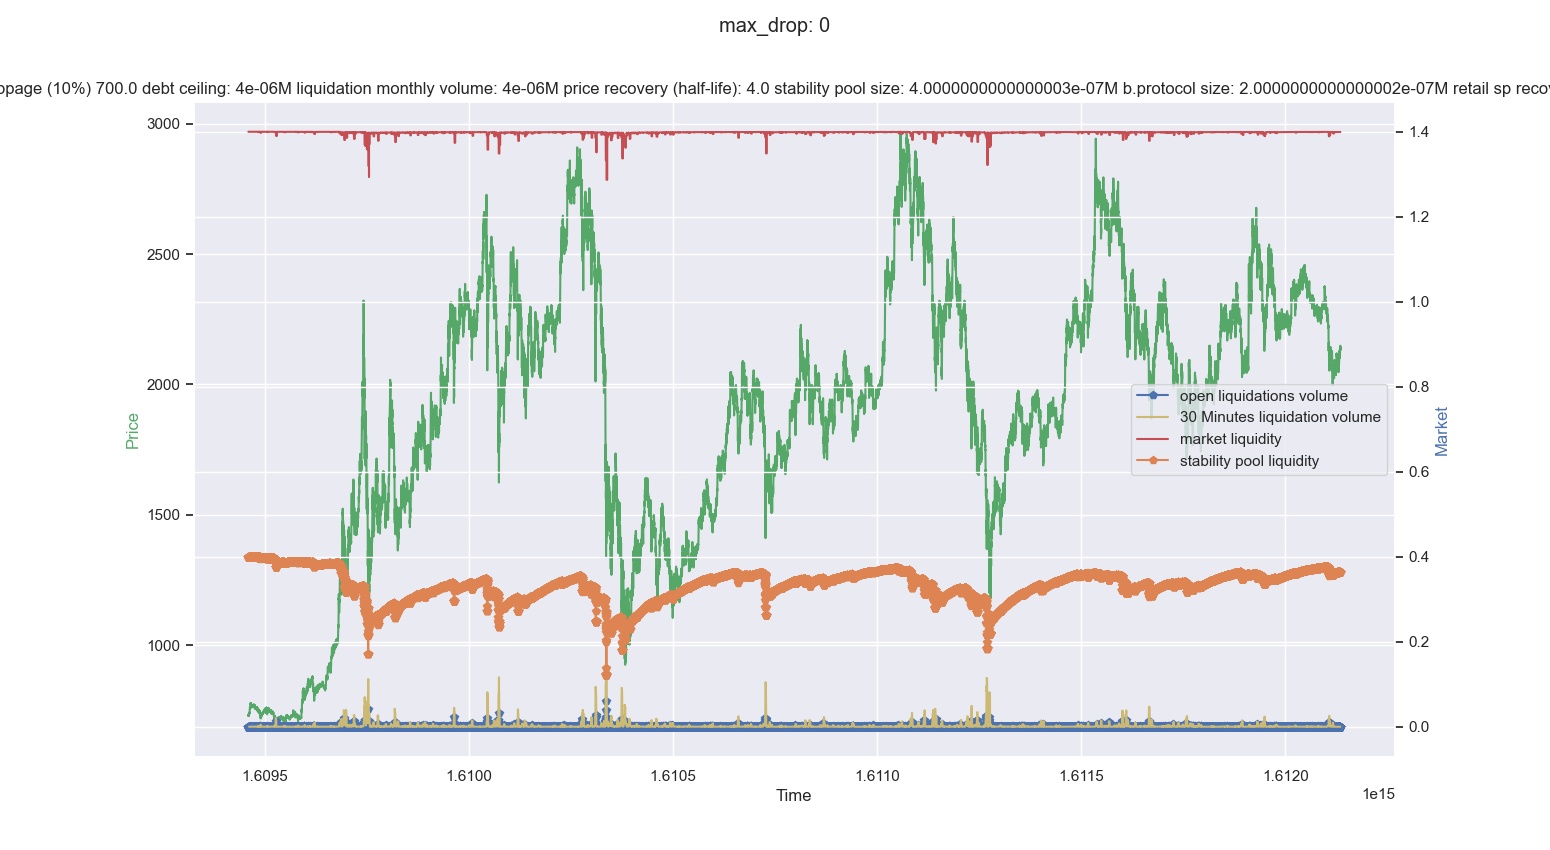 max_drop: 0
(10%) 700.0 debt ceiling: 4e-06M liquidation monthly volume: 4e-06M price recovery (half-life): 4.0 stability pool size: 4.0000000000000003e-07M b.protocol size: 2.0000000000000002e-07M retail sp
3000
2500
2000
1500
1000
Price
1.4
1.2
1.0
0.8
0.6
0.4
0.2
0.0
Market
open liquidations volume
30 Minutes liquidation volume
market liquidity
stability pool liquidity
1.6095 1.6100 1.6105 1.6110 1.6115 1.6120
Time
1e15